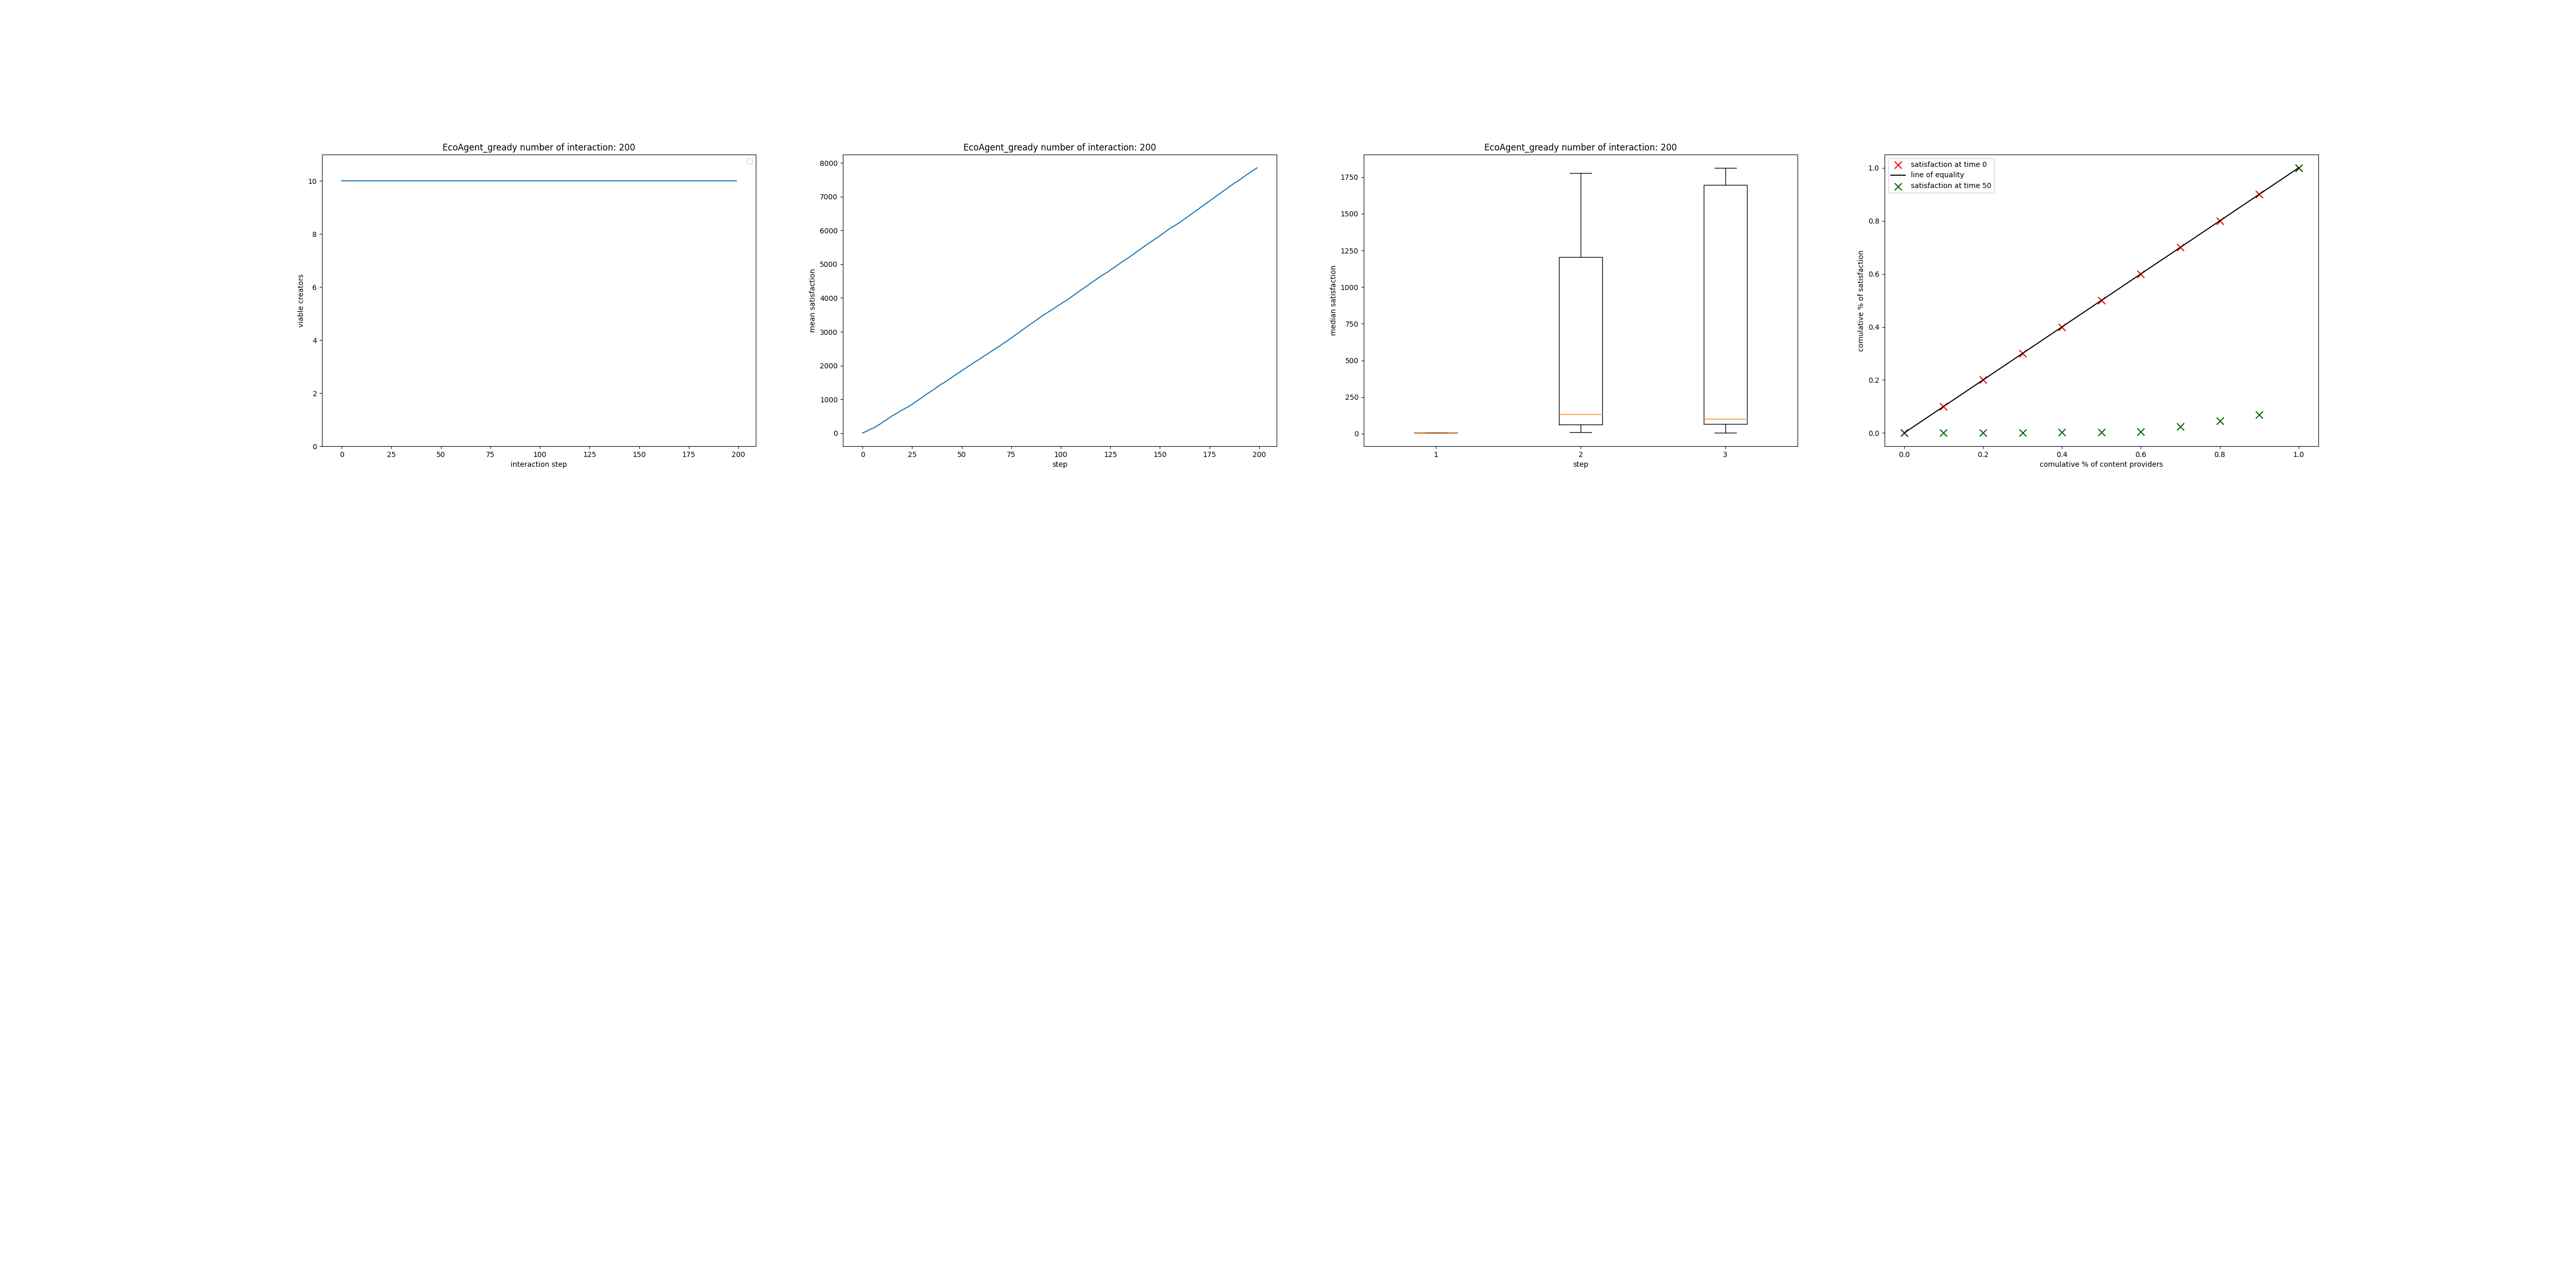 EcoAgent_gready number of interaction: 200
10
8
6
4
2
0
viable creators
0 25 50 75 100 125 150 175 200
interaction step
EcoAgent_gready number of interaction: 200
8000
7000
6000
5000
4000
3000
2000
1000
0
mean satisfaction
0 25 50 75 100 125 150 175 200
step
EcoAgent_gready number of interaction: 200
1750
1500
1250
1000
750
500
250
0
median satisfaction
1 2 3
step
satisfaction at time 0
line of equality
satisfaction at time 50
1.0
0.8
0.6
0.4
0.2
0.0
comulative % of satisfaction
0.0 0.2 0.4 0.6 0.8 1.0
comulative % of content providers